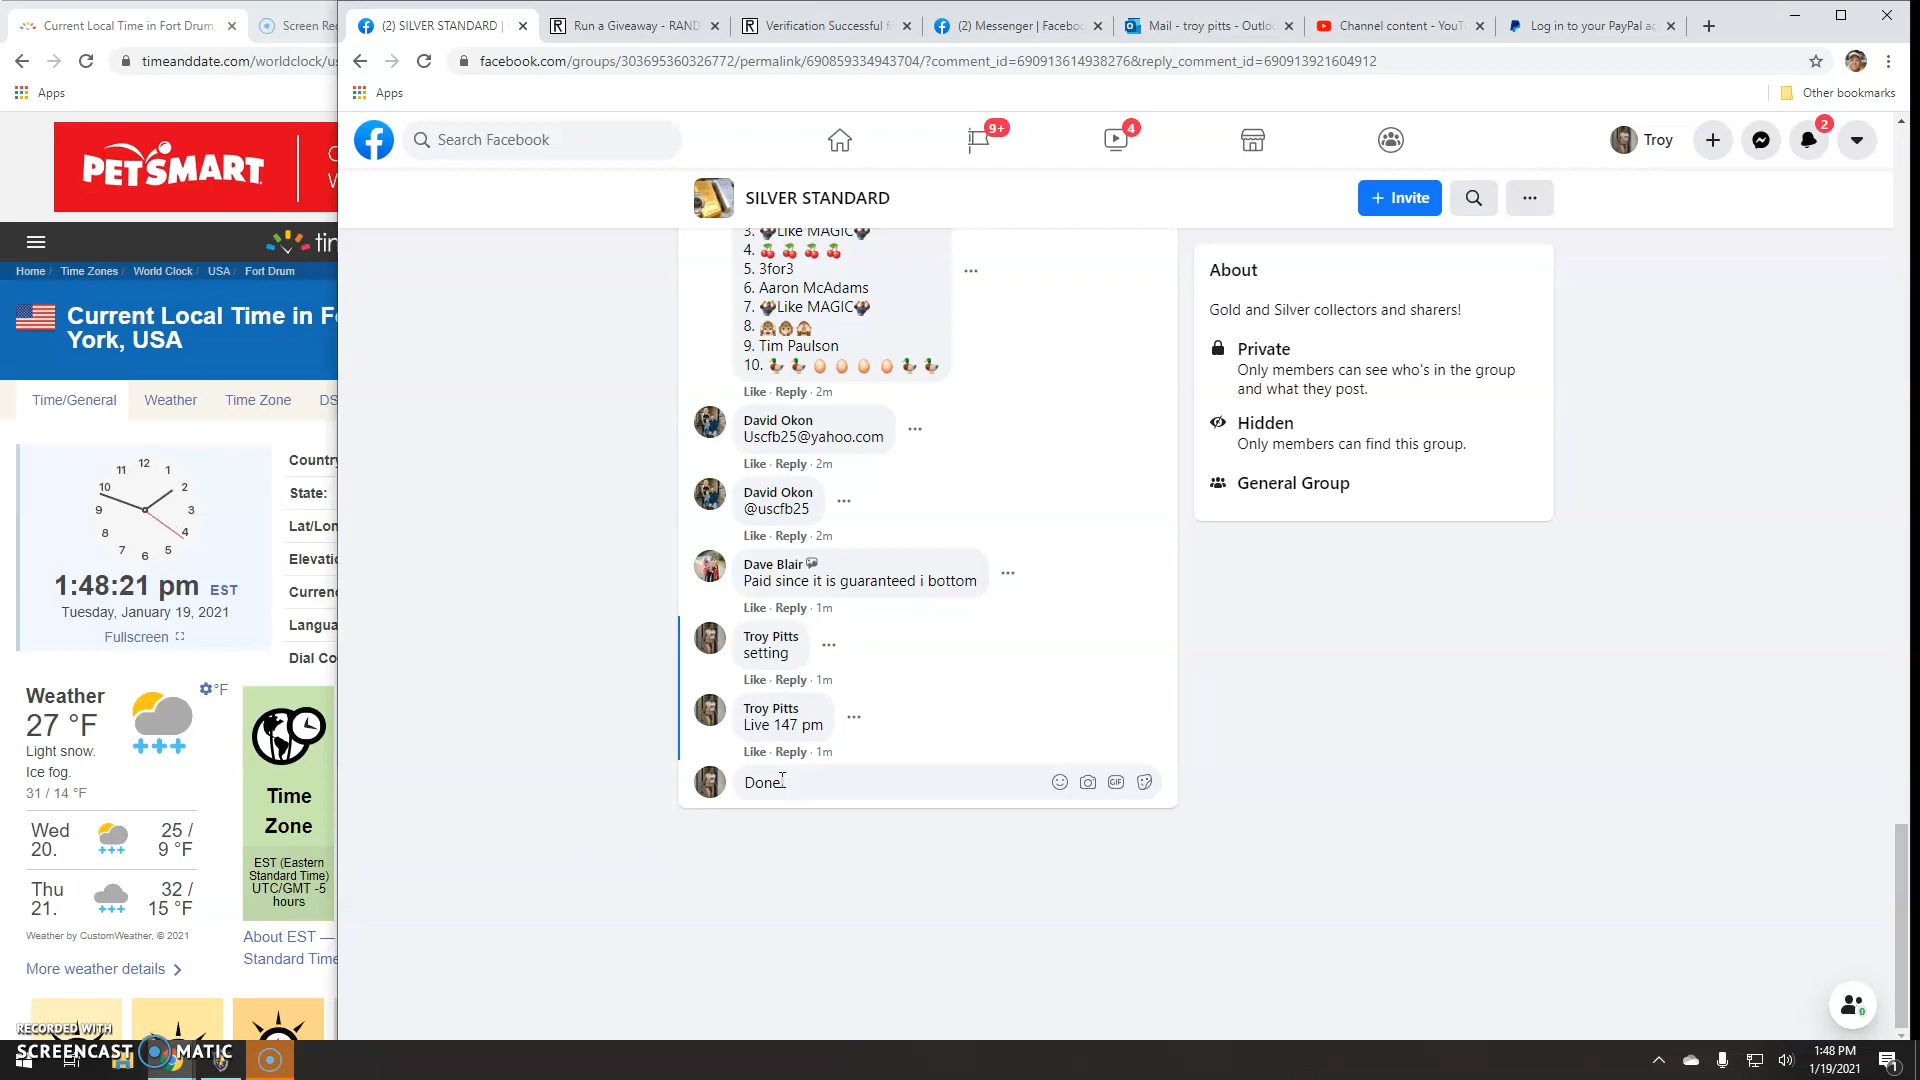 Current Local Time in Fort Drum
Screen Rec
(2) SILVER STANDARD |
Run a Giveaway - RAND
Verification Successful f
(2) Messenger | Facebo
Mail - troy pitts - Outlo
Channel content - YouT
Log in to your PayPal ac
timeanddate.com/worldclock/us
facebook.com/groups/303695360326772/permalink/690859334943704/?comment_id=690913614938276&reply_comment_id=690913921604912
Apps
Apps
Other bookmarks
PETSMART
Search Facebook
9+
4
Troy
2
SILVER STANDARD
+ Invite
Home / Time Zones / World Clock / USA / Fort Drum
Current Local Time in F
York, USA
Time/General
Weather
Time Zone
DS
12 1 2 3 4 5 6 7 8 9 10 11
1:48:21 pm EST
Tuesday, January 19, 2021
Fullscreen
Country
State:
Lat/Lon
Elevati
Currenc
Langua
Dial Co
Weather
°F
27 °F
Light snow.
Ice fog.
31 / 14 °F
Wed 25 /
20. 9 °F
Thu 32 /
21. 15 °F
Weather by CustomWeather, © 2021
More weather details
Time
Zone
EST (Eastern
Standard Time)
UTC/GMT -5
hours
About EST —
Standard Time
3. Like MAGIC
4. 🍒 🍒 🍒 🍒
5. 3for3
6. Aaron McAdams
7. Like MAGIC
8. 🙈🙉🙈
9. Tim Paulson
10. 🦆 🦆 🥚 🥚 🥚 🥚 🦆 🦆
Like · Reply · 2m
David Okon
Uscfb25@yahoo.com
Like · Reply · 2m
David Okon
@uscfb25
Like · Reply · 2m
Dave Blair
Paid since it is guaranteed i bottom
Like · Reply · 1m
Troy Pitts
setting
Like · Reply · 1m
Troy Pitts
Live 147 pm
Like · Reply · 1m
Done
GIF
About
Gold and Silver collectors and sharers!
Private
Only members can see who's in the group
and what they post.
Hidden
Only members can find this group.
General Group
0
RECORDED WITH
SCREENCAST MATIC
1:48 PM
1/19/2021
1